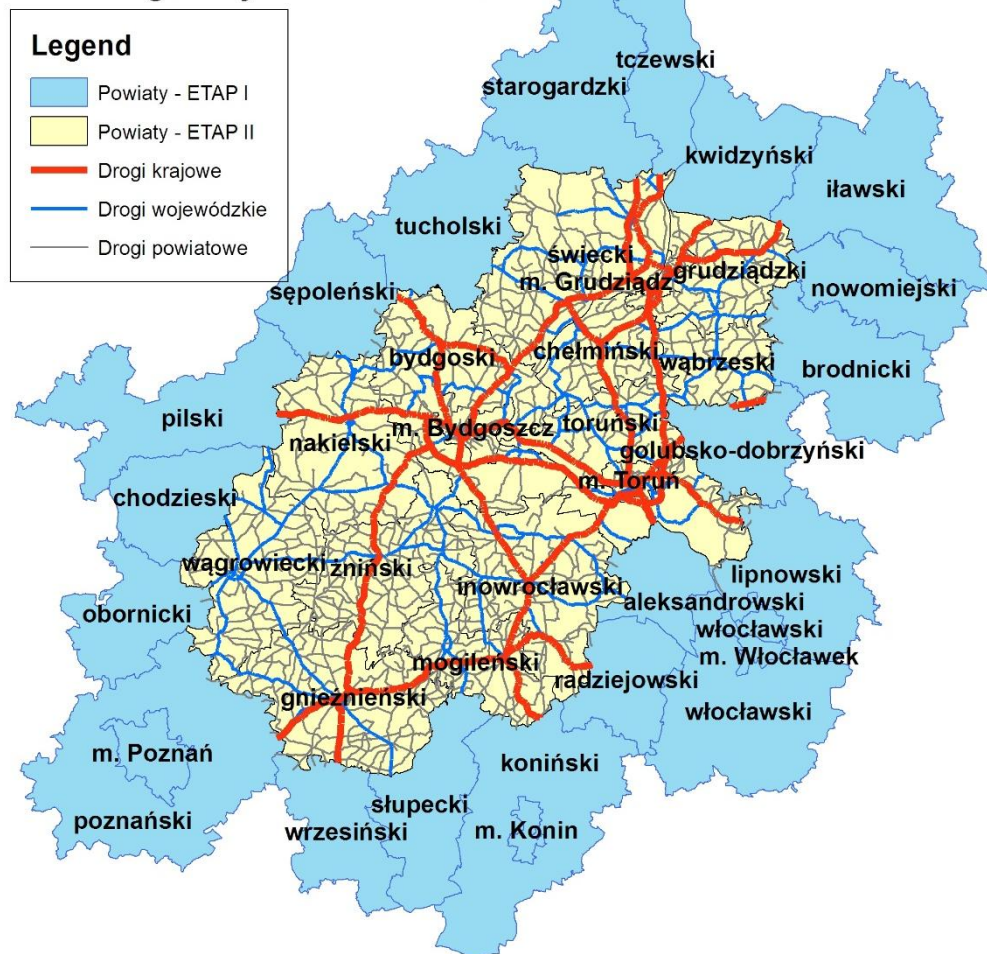 Legend
Powiaty - ETAP I
Powiaty - ETAP II
Drogi krajowe
Drogi wojewódzkie
Drogi powiatowe
tczewski
starogardzki
kwidzyński
iławski
tucholski
świecki
m. Grudziądz
grudziądzki
sępoleński
nowomiejski
bydgoski
chełmiński
wąbrzeski
brodnicki
pilski
m. Bydgoszcz
toruński
nakielski
golubsko-dobrzyński
m. Toruń
chodzieski
wągrowiecki
żniński
lipnowski
inowrocławski
aleksandrowski
obornicki
włocławski
m. Włocławek
mogileński
radziejowski
gnieźnieński
włocławski
m. Poznań
koniński
słupecki
poznański
wrzesiński
m. Konin